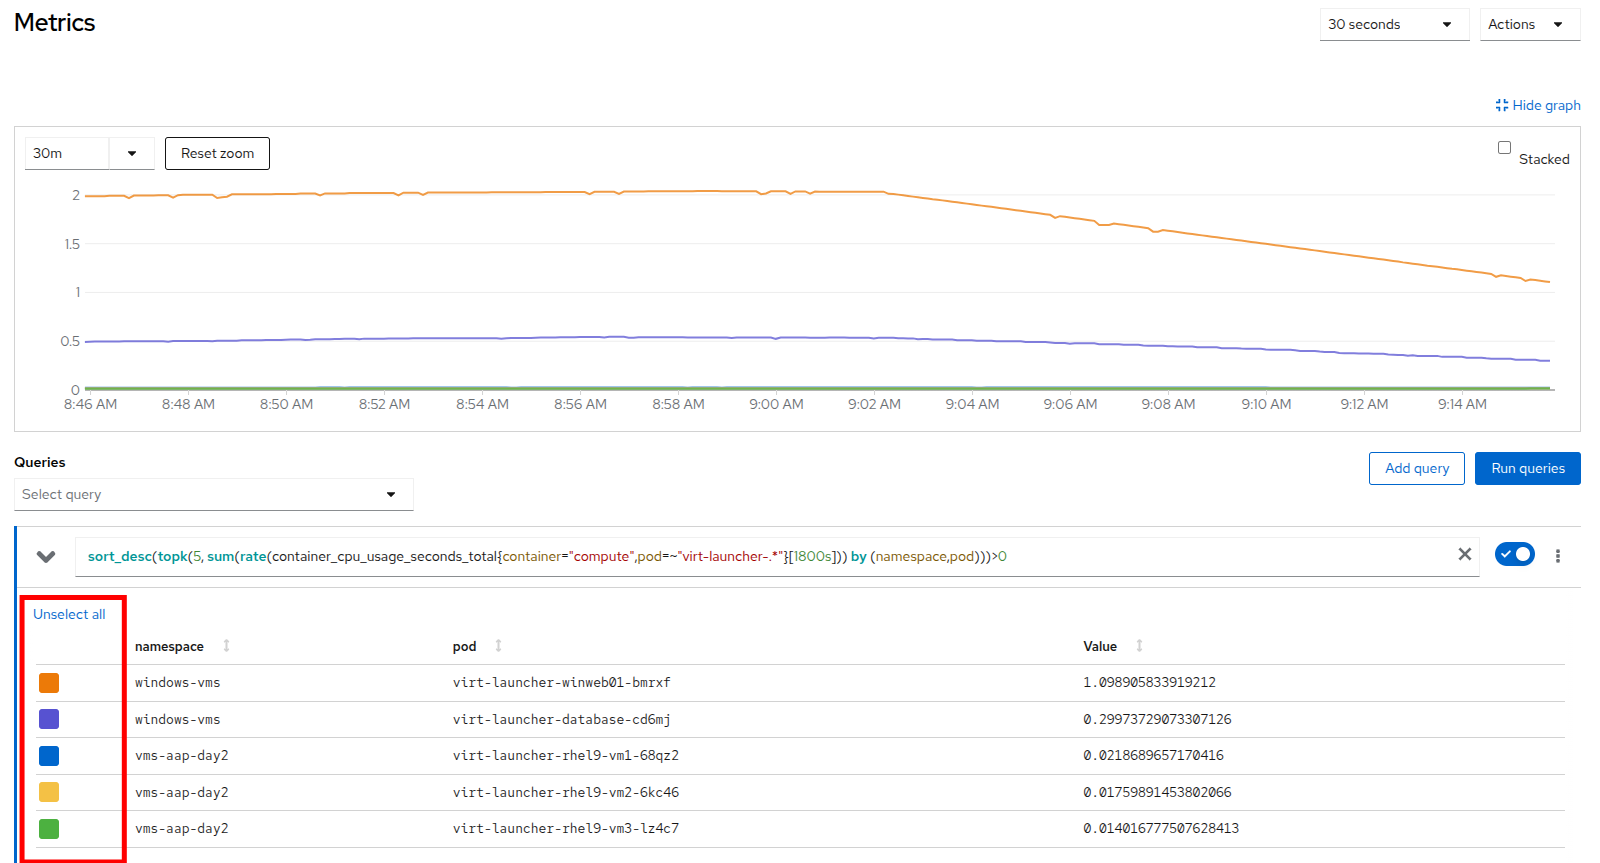 Metrics
30 seconds
Actions
Hide graph
30m
Reset zoom
Stacked
2
1.5
1
0.5
0
8:46 AM 8:48 AM 8:50 AM 8:52 AM 8:54 AM 8:56 AM 8:58 AM 9:00 AM 9:02 AM 9:04 AM 9:06 AM 9:08 AM 9:10 AM 9:12 AM 9:14 AM
Queries
Select query
Add query
Run queries
sort_desc(topk(5, sum(rate(container_cpu_usage_seconds_total{container="compute",pod=~"virt-launcher-.*"}[1800s])) by (namespace,pod)))>0
Unselect all
namespace pod Value
windows-vms virt-launcher-winweb01-bmrxf 1.098905833919212
windows-vms virt-launcher-database-cd6mj 0.29973729073307126
vms-aap-day2 virt-launcher-rhel9-vm1-68qz2 0.0218689657170416
vms-aap-day2 virt-launcher-rhel9-vm2-6kc46 0.01759891453802066
vms-aap-day2 virt-launcher-rhel9-vm3-lz4c7 0.014016777507628413